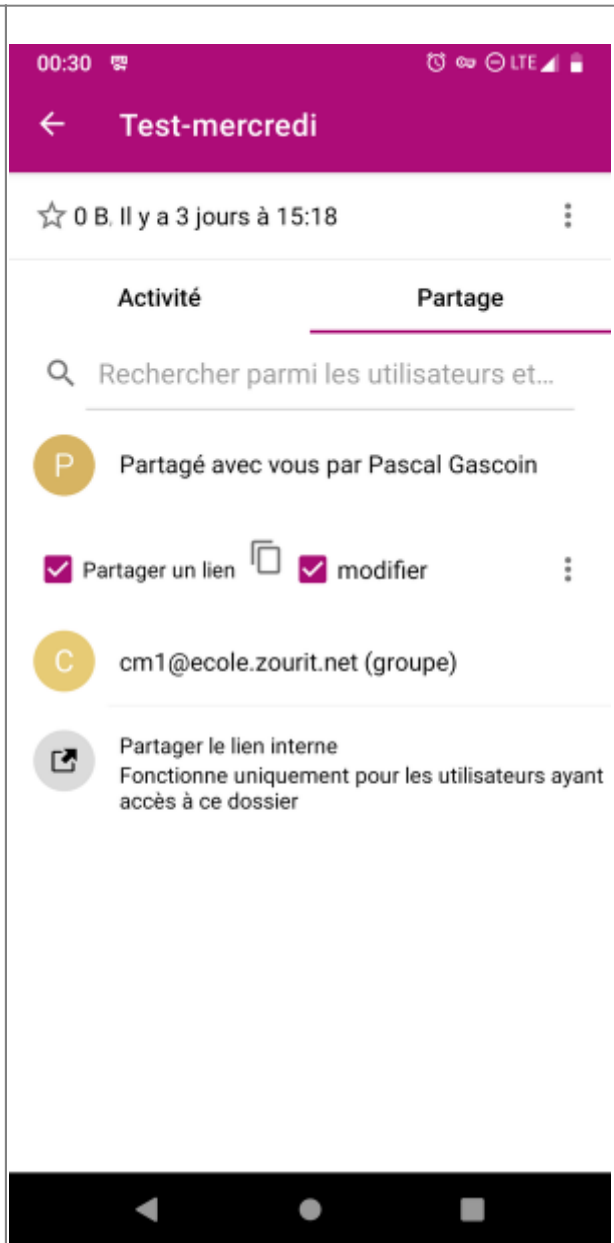 00:30 LTE
Test-mercredi
0 B, Il y a 3 jours à 15:18
Activité Partage
Rechercher parmi les utilisateurs et...
P Partagé avec vous par Pascal Gascoin
Partager un lien modifier
C cm1@ecole.zourit.net (groupe)
Partager le lien interne
Fonctionne uniquement pour les utilisateurs ayant
accès à ce dossier